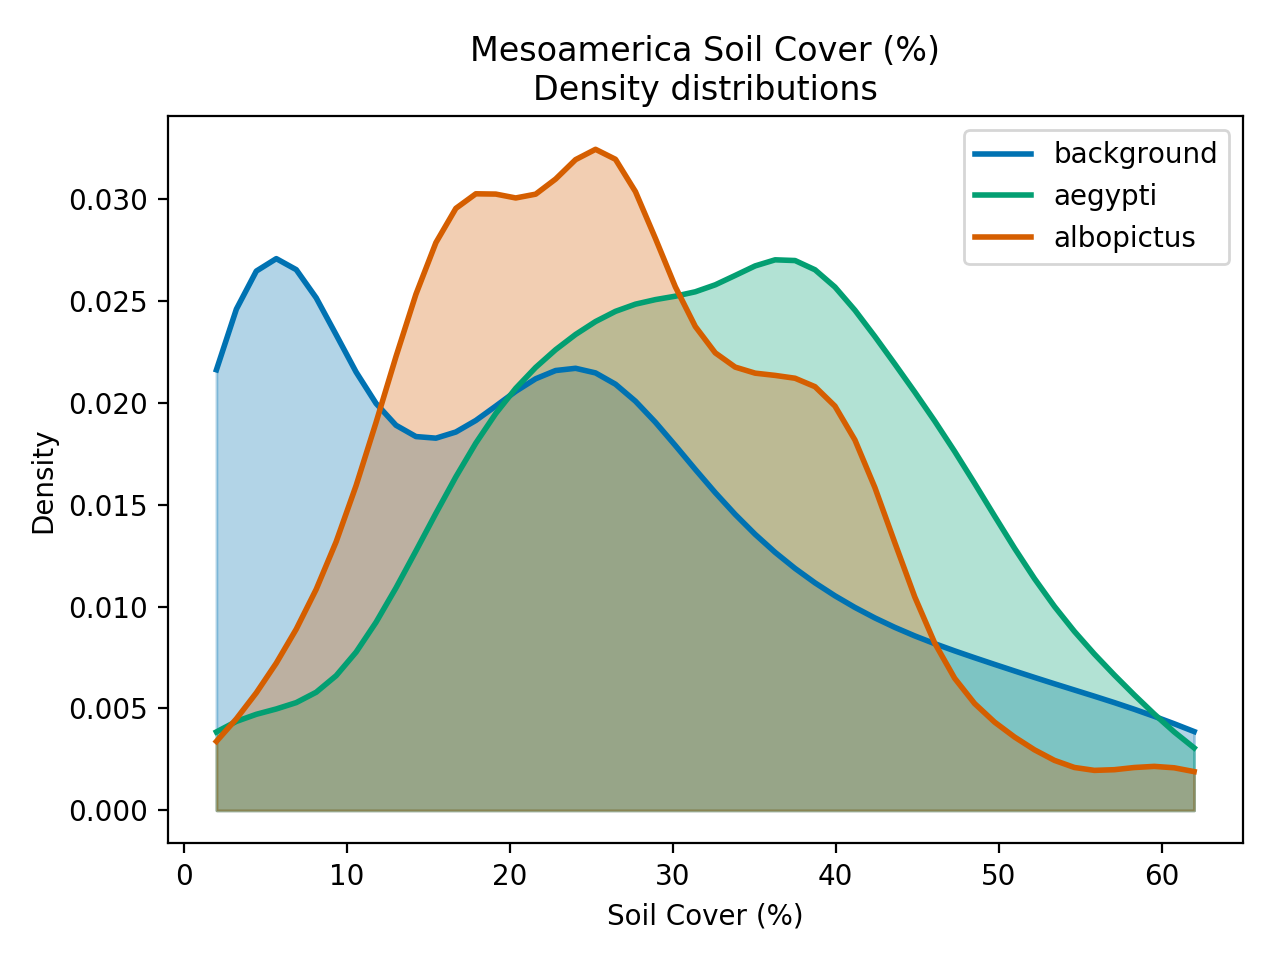 Mesoamerica Soil Cover (%)
Density distributions
background
aegypti
albopictus
Density
0.030
0.025
0.020
0.015
0.010
0.005
0.000
0 10 20 30 40 50 60
Soil Cover (%)